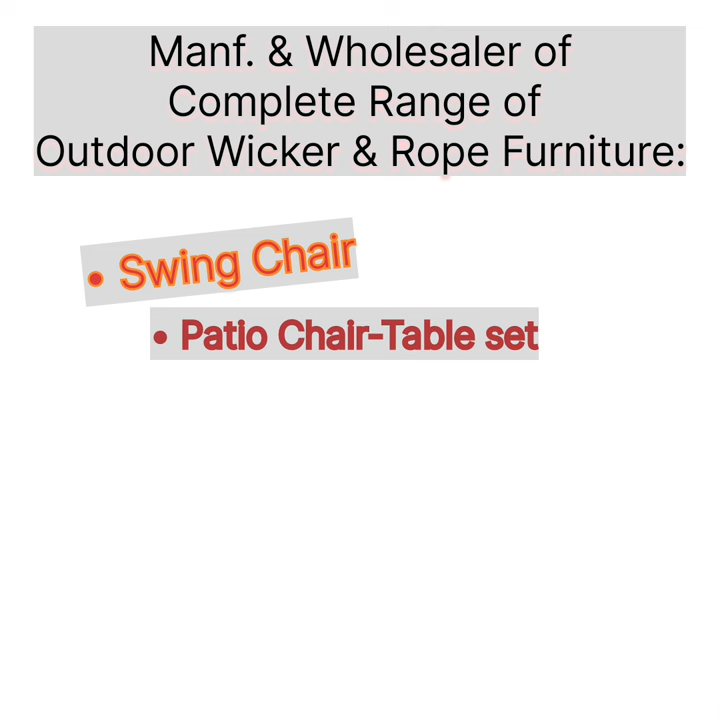 Manf. & Wholesaler of
Complete Range of
Outdoor Wicker & Rope Furniture:
• Swing Chair
• Patio Chair-Table set